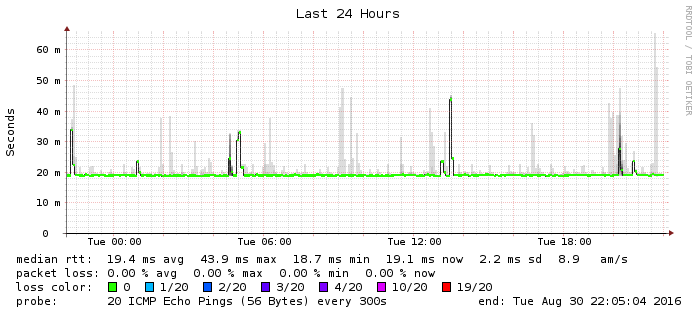 Last 24 Hours
RRDTOOL / TOBI OETIKER
Seconds
60 m
50 m
40 m
30 m
20 m
10 m
0
Tue 00:00 Tue 06:00 Tue 12:00 Tue 18:00
median rtt: 19.4 ms avg 43.9 ms max 18.7 ms min 19.1 ms now 2.2 ms sd 8.9 am/s
packet loss: 0.00 % avg 0.00 % max 0.00 % min 0.00 % now
loss color: 0 1/20 2/20 3/20 4/20 10/20 19/20
probe: 20 ICMP Echo Pings (56 Bytes) every 300s end: Tue Aug 30 22:05:04 2016